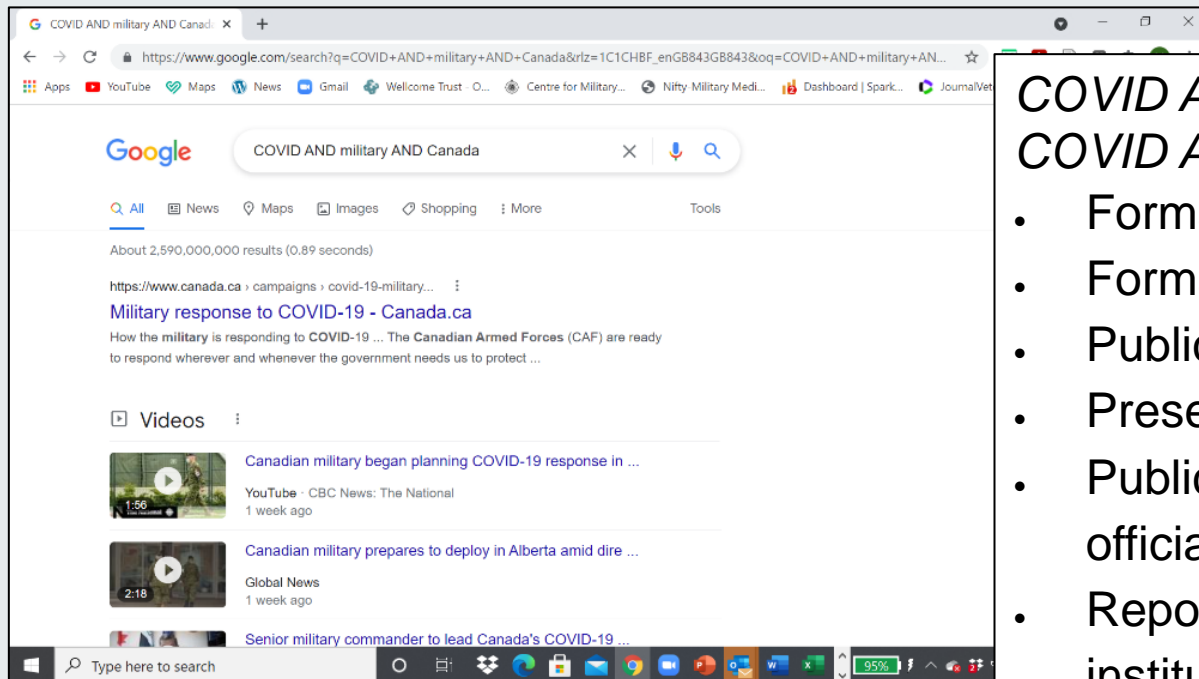 COVID AND military AND Canad
https://www.google.com/search?q=COVID+AND+military+AND+Canada&rlz=1C1CHBF_enGB843GB843&oq=COVID+AND+military+AN...
Apps YouTube Maps News Gmail Wellcome Trust - O... Centre for Military... Nifty-Military Medi... Dashboard | Spark... JournalVet
Google COVID AND military AND Canada
All News Maps Images Shopping More Tools
About 2,590,000,000 results (0.89 seconds)
https://www.canada.ca › campaigns › covid-19-military...
Military response to COVID-19 - Canada.ca
How the military is responding to COVID-19 ... The Canadian Armed Forces (CAF) are ready
to respond wherever and whenever the government needs us to protect ...
Videos
Canadian military began planning COVID-19 response in ...
YouTube · CBC News: The National
1:56
1 week ago
Canadian military prepares to deploy in Alberta amid dire ...
Global News
2:18
1 week ago
Senior military commander to lead Canada's COVID-19 ...
Type here to search
95%
COVID A
COVID A
• Form
• Form
• Public
• Prese
• Public
officia
• Repo
institu